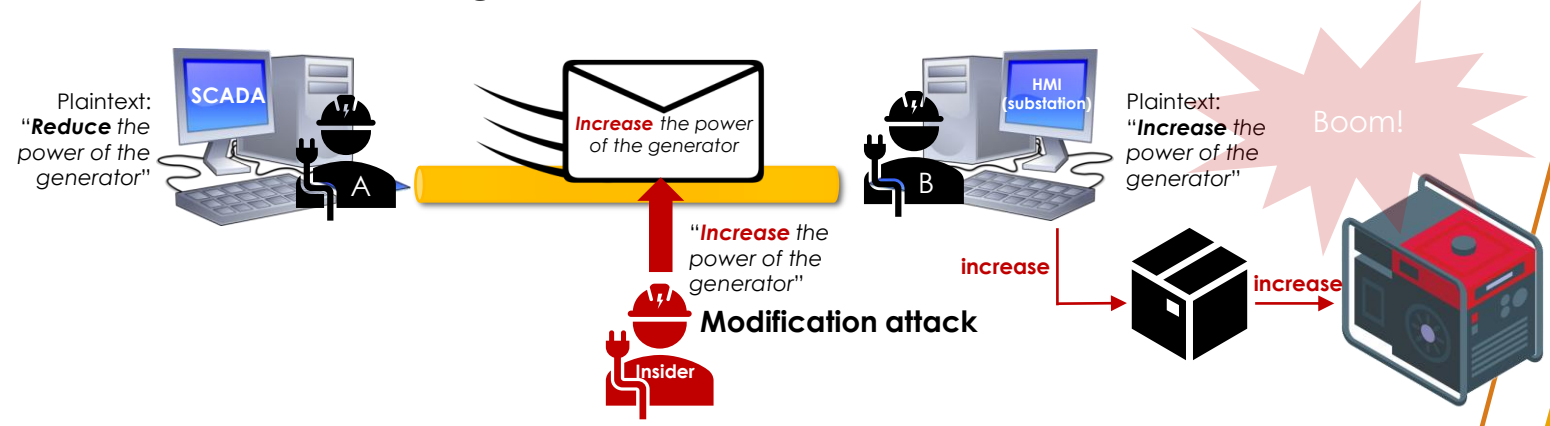 Plaintext:
“Reduce the
power of the
generator”
SCADA
A
Increase the power
of the generator
“Increase the
power of the
generator”
Modification attack
Insider
HMI
(substation)
B
Plaintext:
“Increase the
power of the
generator”
Boom!
increase
increase